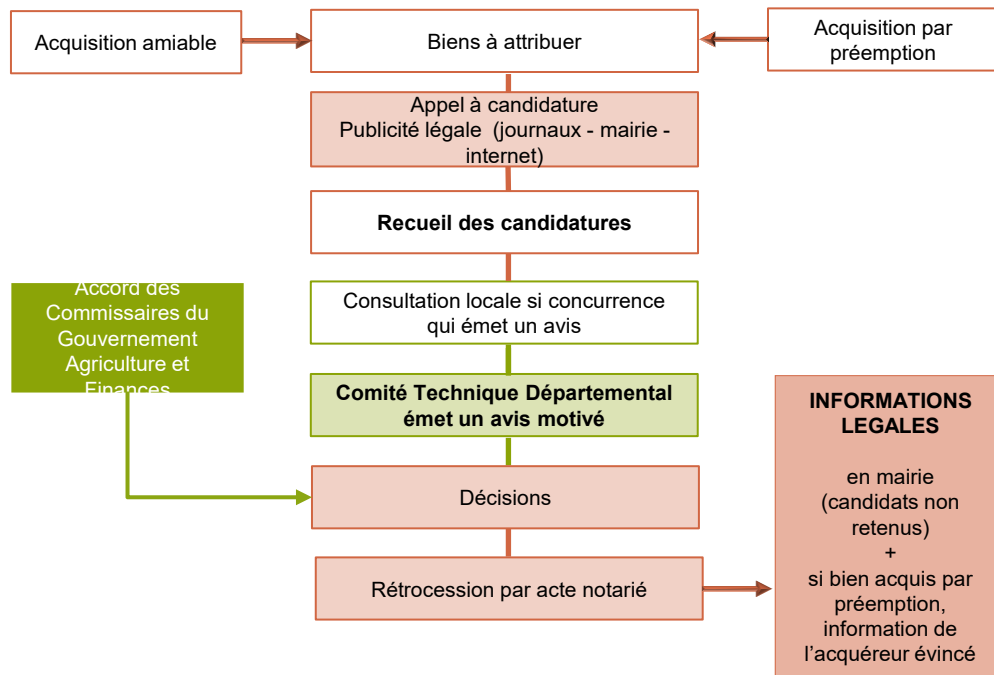 Acquisition amiable
Biens à attribuer
Acquisition par
préemption
Appel à candidature
Publicité légale (journaux - mairie -
internet)
Recueil des candidatures
Consultation locale si concurrence
qui émet un avis
Accord des
Commissaires du
Gouvernement
Agriculture et
Finances
Comité Technique Départemental
émet un avis motivé
Décisions
Rétrocession par acte notarié
INFORMATIONS
LEGALES
en mairie
(candidats non
retenus)
+
si bien acquis par
préemption,
information de
l'acquéreur évincé